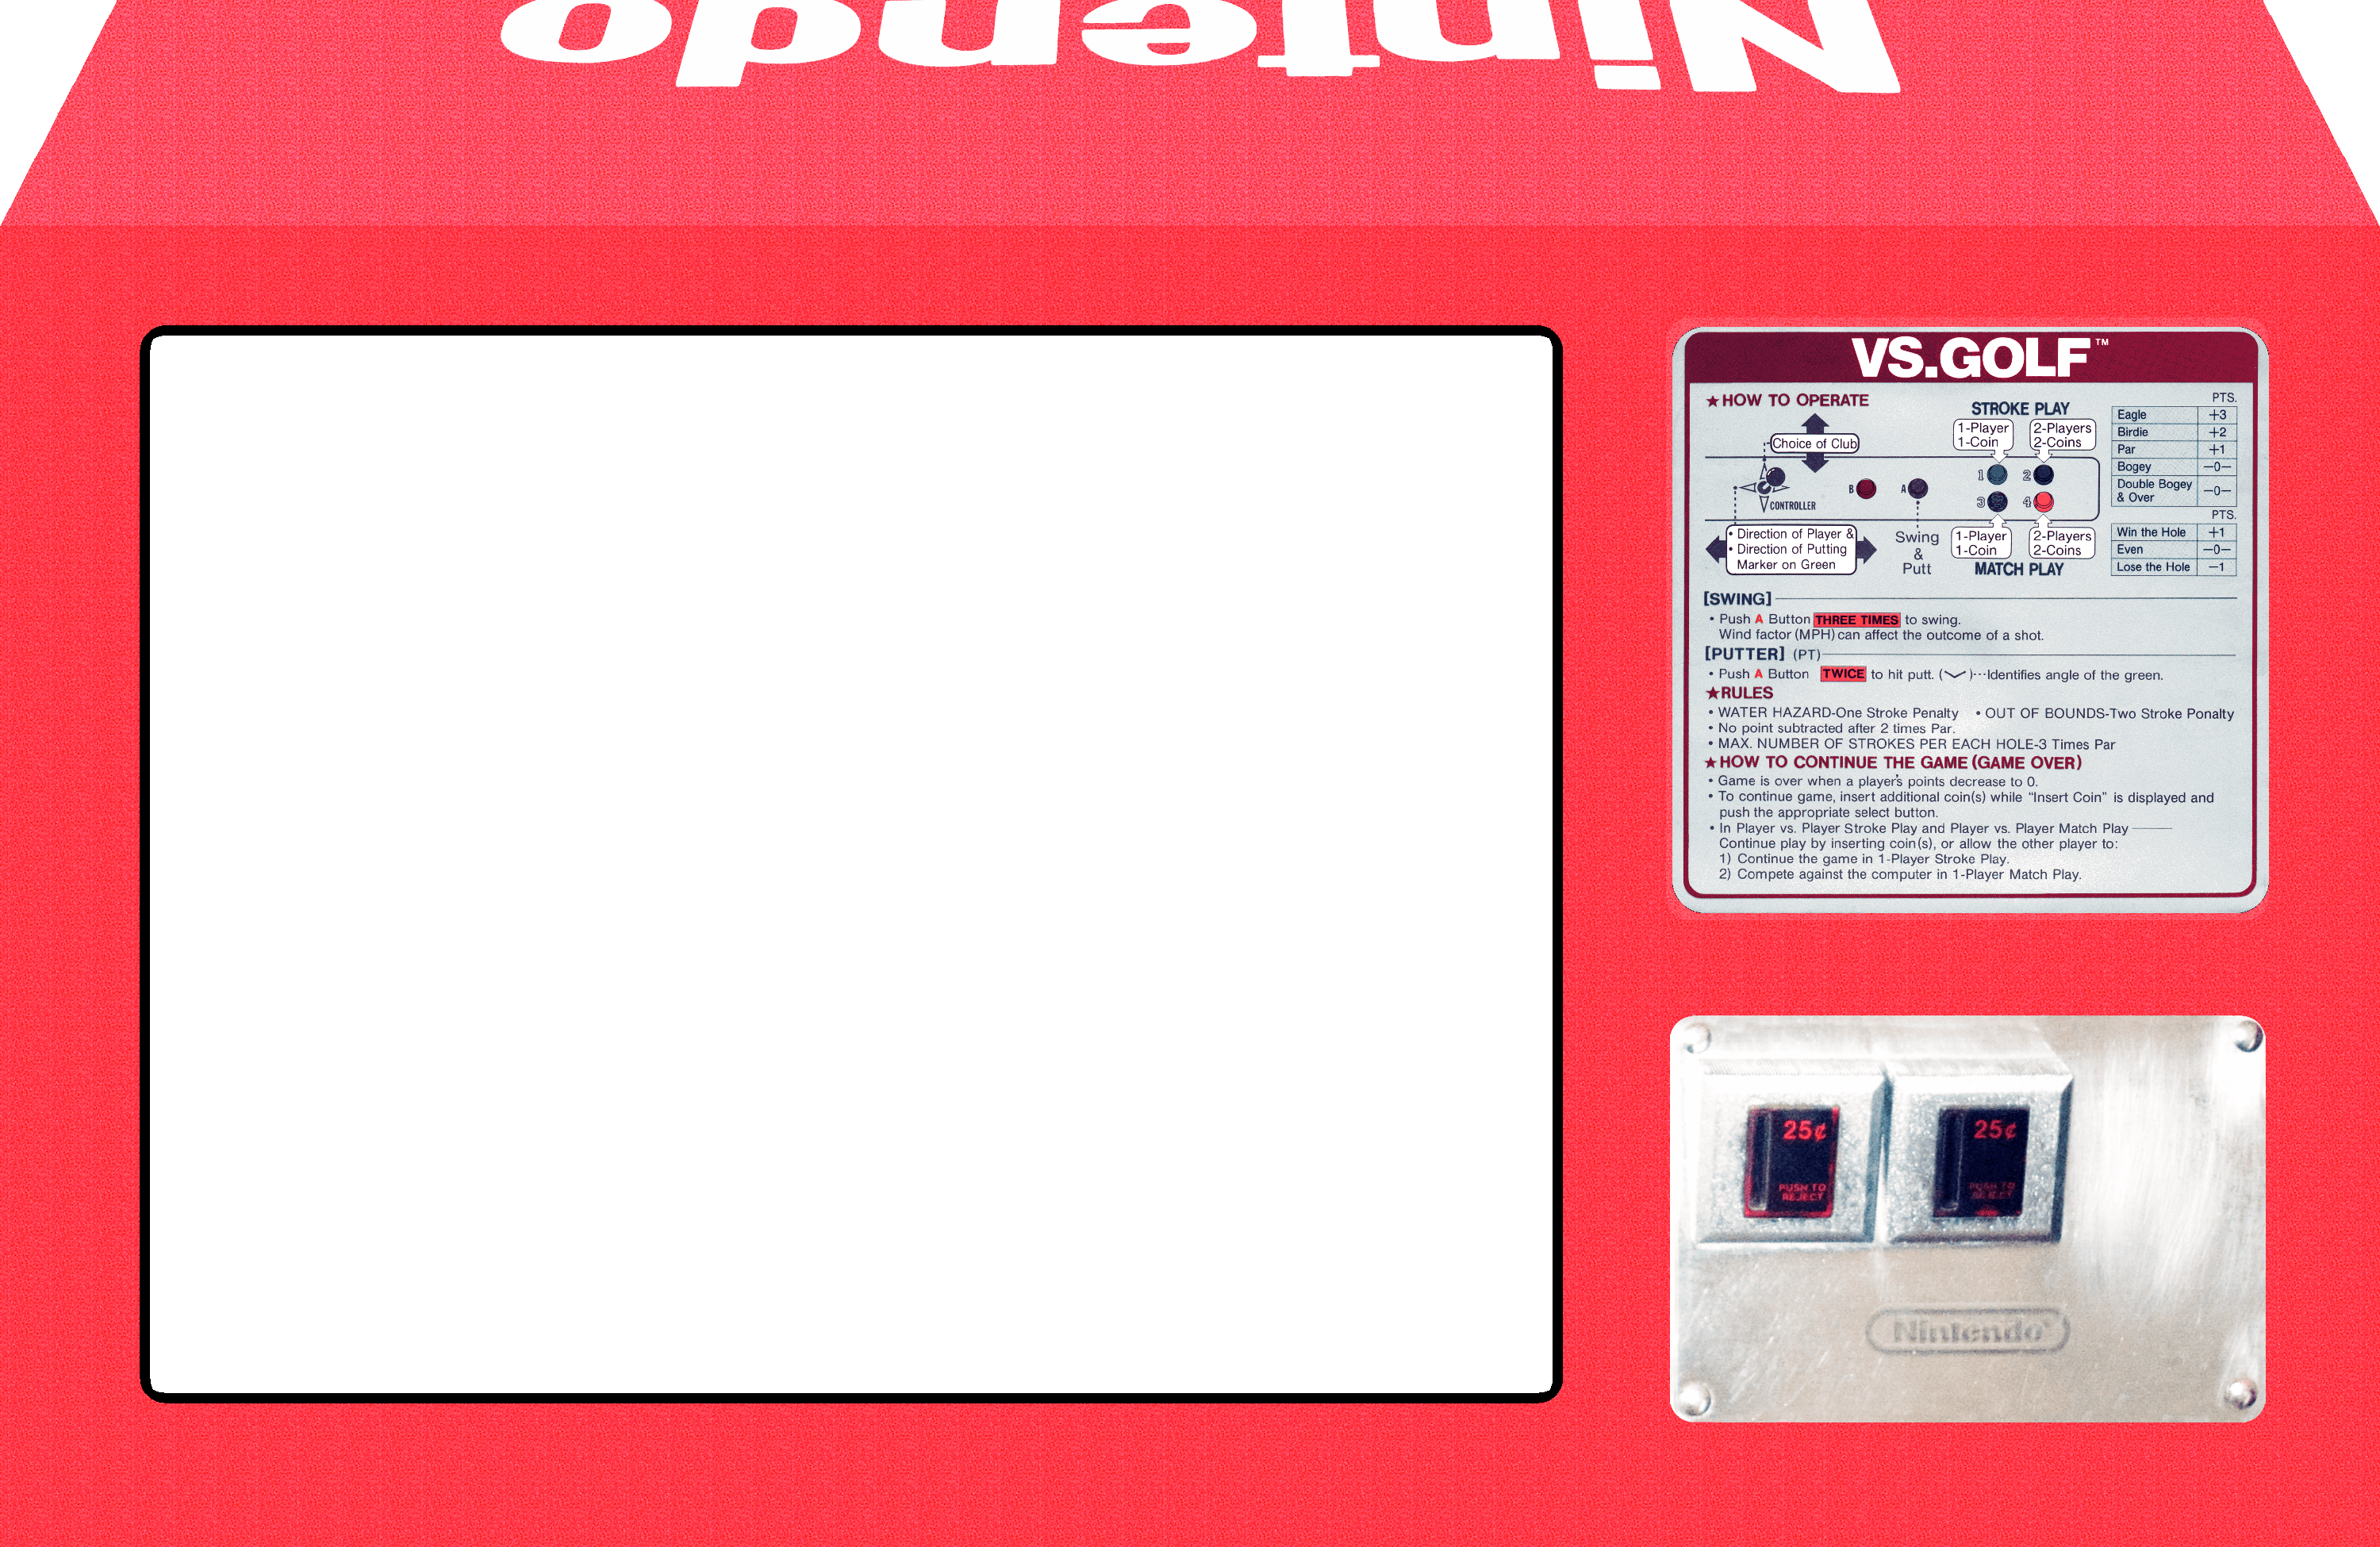 Nintendo
VS.GOLF™
★HOW TO OPERATE
Choice of Club
CONTROLLER
B
A
• Direction of Player &
• Direction of Putting
Marker on Green
Swing
&
Putt
STROKE PLAY
1-Player
1-Coin
2-Players
2-Coins
1
2
3
4
1-Player
1-Coin
2-Players
2-Coins
MATCH PLAY
PTS.
Eagle +3
Birdie +2
Par +1
Bogey —0—
Double Bogey
& Over —0—
PTS.
Win the Hole +1
Even —0—
Lose the Hole —1
[SWING]
• Push A Button THREE TIMES to swing.
Wind factor (MPH) can affect the outcome of a shot.
[PUTTER] (PT)
• Push A Button TWICE to hit putt. ( )···Identifies angle of the green.
★RULES
• WATER HAZARD-One Stroke Penalty • OUT OF BOUNDS-Two Stroke Ponalty
• No point subtracted after 2 times Par.
• MAX. NUMBER OF STROKES PER EACH HOLE-3 Times Par
★HOW TO CONTINUE THE GAME (GAME OVER)
• Game is over when a player's points decrease to 0.
• To continue game, insert additional coin(s) while “Insert Coin” is displayed and
push the appropriate select button.
• In Player vs. Player Stroke Play and Player vs. Player Match Play ——
Continue play by inserting coin(s), or allow the other player to:
1) Continue the game in 1-Player Stroke Play.
2) Compete against the computer in 1-Player Match Play.
25¢
PUSH TO
REJECT
25¢
PUSH TO
REJECT
Nintendo®